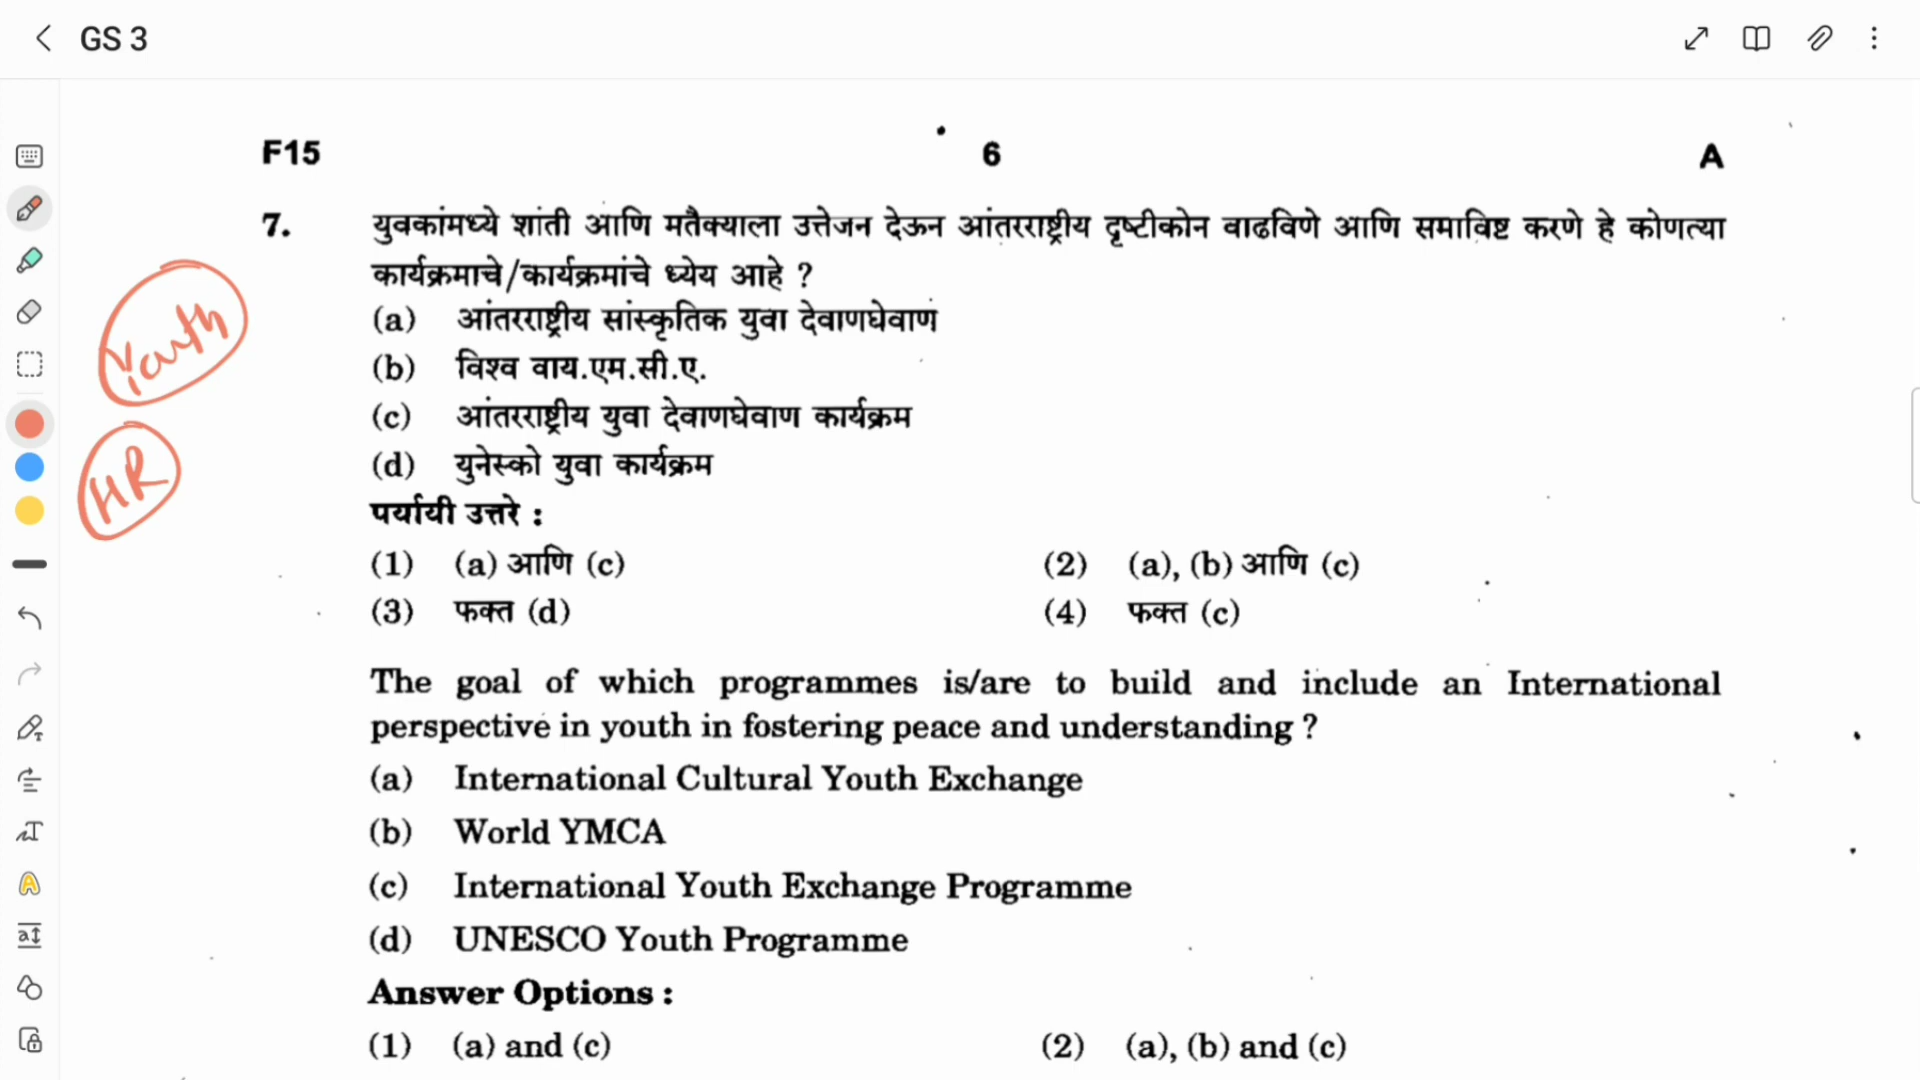 GS 3
F15 6 A
7. युवकांमध्ये शांती आणि मतैक्याला उत्तेजन देऊन आंतरराष्ट्रीय दृष्टीकोन वाढविणे आणि समाविष्ट करणे हे कोणत्या
कार्यक्रमाचे/कार्यक्रमांचे ध्येय आहे ?
(a) आंतरराष्ट्रीय सांस्कृतिक युवा देवाणघेवाण
Youth
(b) विश्व वाय.एम.सी.ए.
(c) आंतरराष्ट्रीय युवा देवाणघेवाण कार्यक्रम
(d) युनेस्को युवा कार्यक्रम
HR
पर्यायी उत्तरे :
(1) (a) आणि (c) (2) (a), (b) आणि (c)
(3) फक्त (d) (4) फक्त (c)
The goal of which programmes is/are to build and include an International
perspective in youth in fostering peace and understanding ?
(a) International Cultural Youth Exchange
(b) World YMCA
(c) International Youth Exchange Programme
(d) UNESCO Youth Programme
Answer Options :
(1) (a) and (c) (2) (a), (b) and (c)